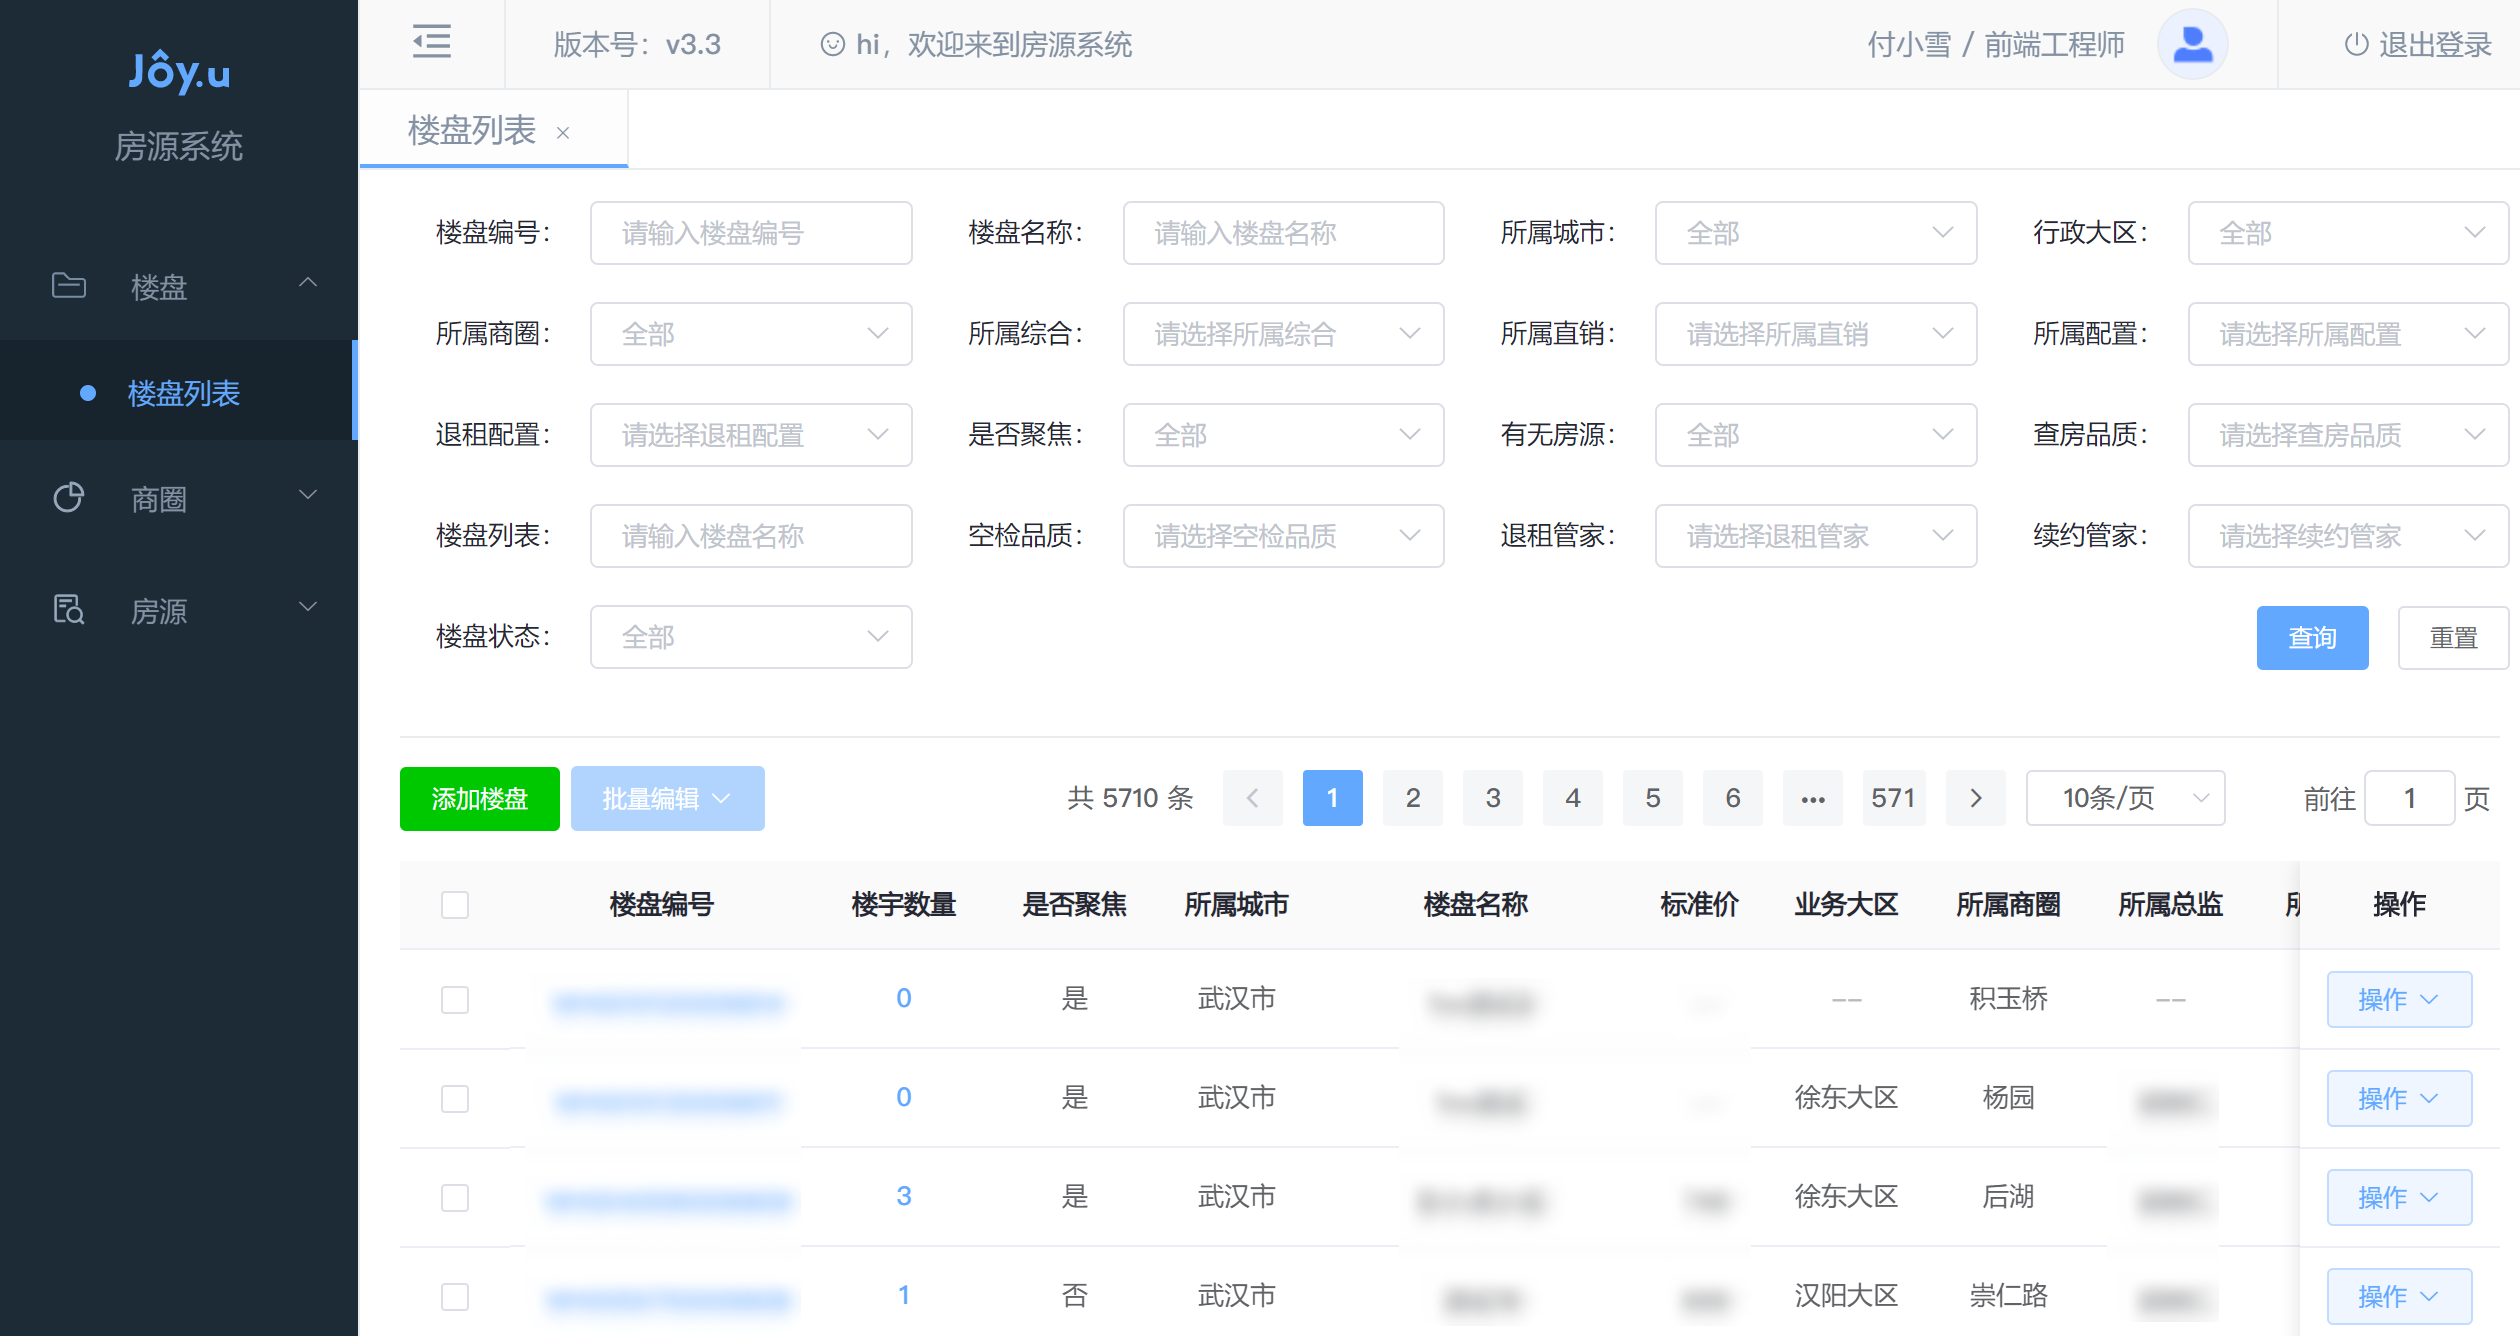 Jôy.u
房源系统
楼盘
楼盘列表
商圈
房源
版本号：v3.3
hi，欢迎来到房源系统
付小雪 / 前端工程师
退出登录
楼盘列表 ×
楼盘编号： 请输入楼盘编号 楼盘名称： 请输入楼盘名称 所属城市： 全部 行政大区： 全部
所属商圈： 全部 所属综合： 请选择所属综合 所属直销： 请选择所属直销 所属配置： 请选择所属配置
退租配置： 请选择退租配置 是否聚焦： 全部 有无房源： 全部 查房品质： 请选择查房品质
楼盘列表： 请输入楼盘名称 空检品质： 请选择空检品质 退租管家： 请选择退租管家 续约管家： 请选择续约管家
楼盘状态： 全部 查询 重置
添加楼盘 批量编辑 共 5710 条 1 2 3 4 5 6 ••• 571 10条/页 前往 1 页
楼盘编号 楼宇数量 是否聚焦 所属城市 楼盘名称 标准价 业务大区 所属商圈 所属总监 操作
0 是 武汉市 -- 积玉桥 -- 操作
0 是 武汉市 徐东大区 杨园 操作
3 是 武汉市 徐东大区 后湖 操作
1 否 武汉市 汉阳大区 崇仁路 操作